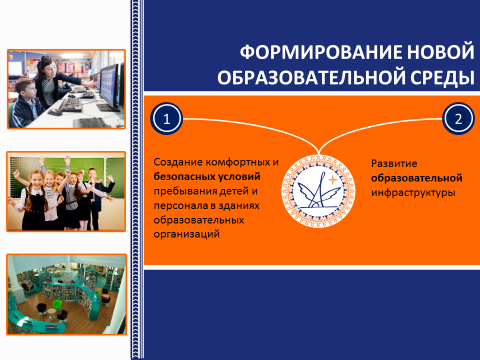 ФОРМИРОВАНИЕ НОВОЙ
ОБРАЗОВАТЕЛЬНОЙ СРЕДЫ
1
2
Создание комфортных и
безопасных условий
пребывания детей и
персонала в зданиях
образовательных
организаций
Развитие
образовательной
инфраструктуры